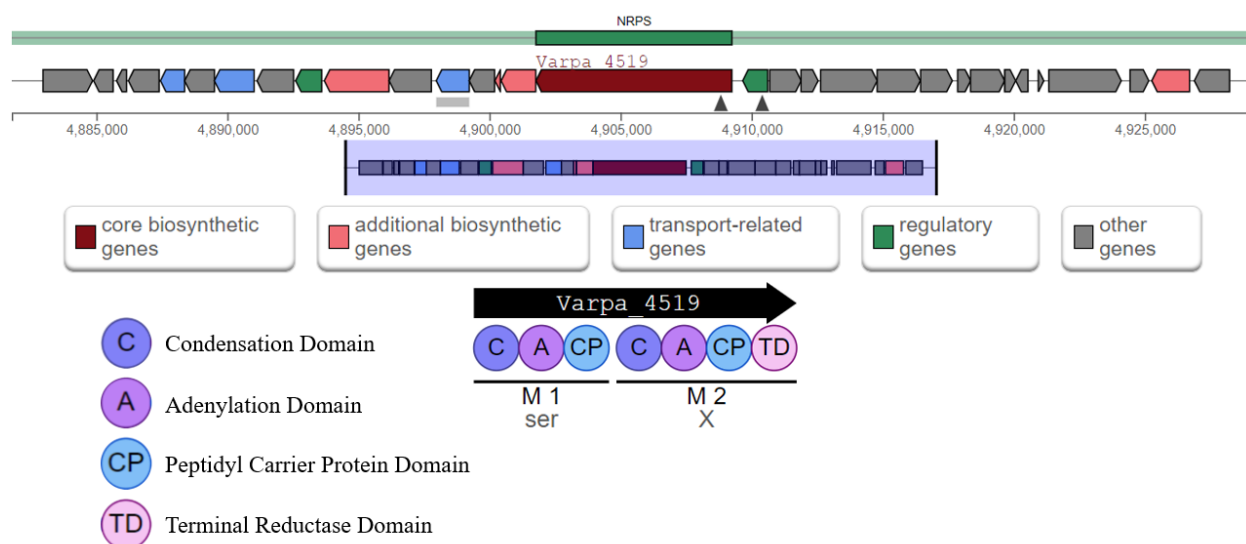 NRPS
Varpa_4519
4,885,000 4,890,000 4,895,000 4,900,000 4,905,000 4,910,000 4,915,000 4,920,000 4,925,000
core biosynthetic genes
additional biosynthetic genes
transport-related genes
regulatory genes
other genes
Varpa_4519
C A CP C A CP TD
M 1 M 2
ser X
C Condensation Domain
A Adenylation Domain
CP Peptidyl Carrier Protein Domain
TD Terminal Reductase Domain